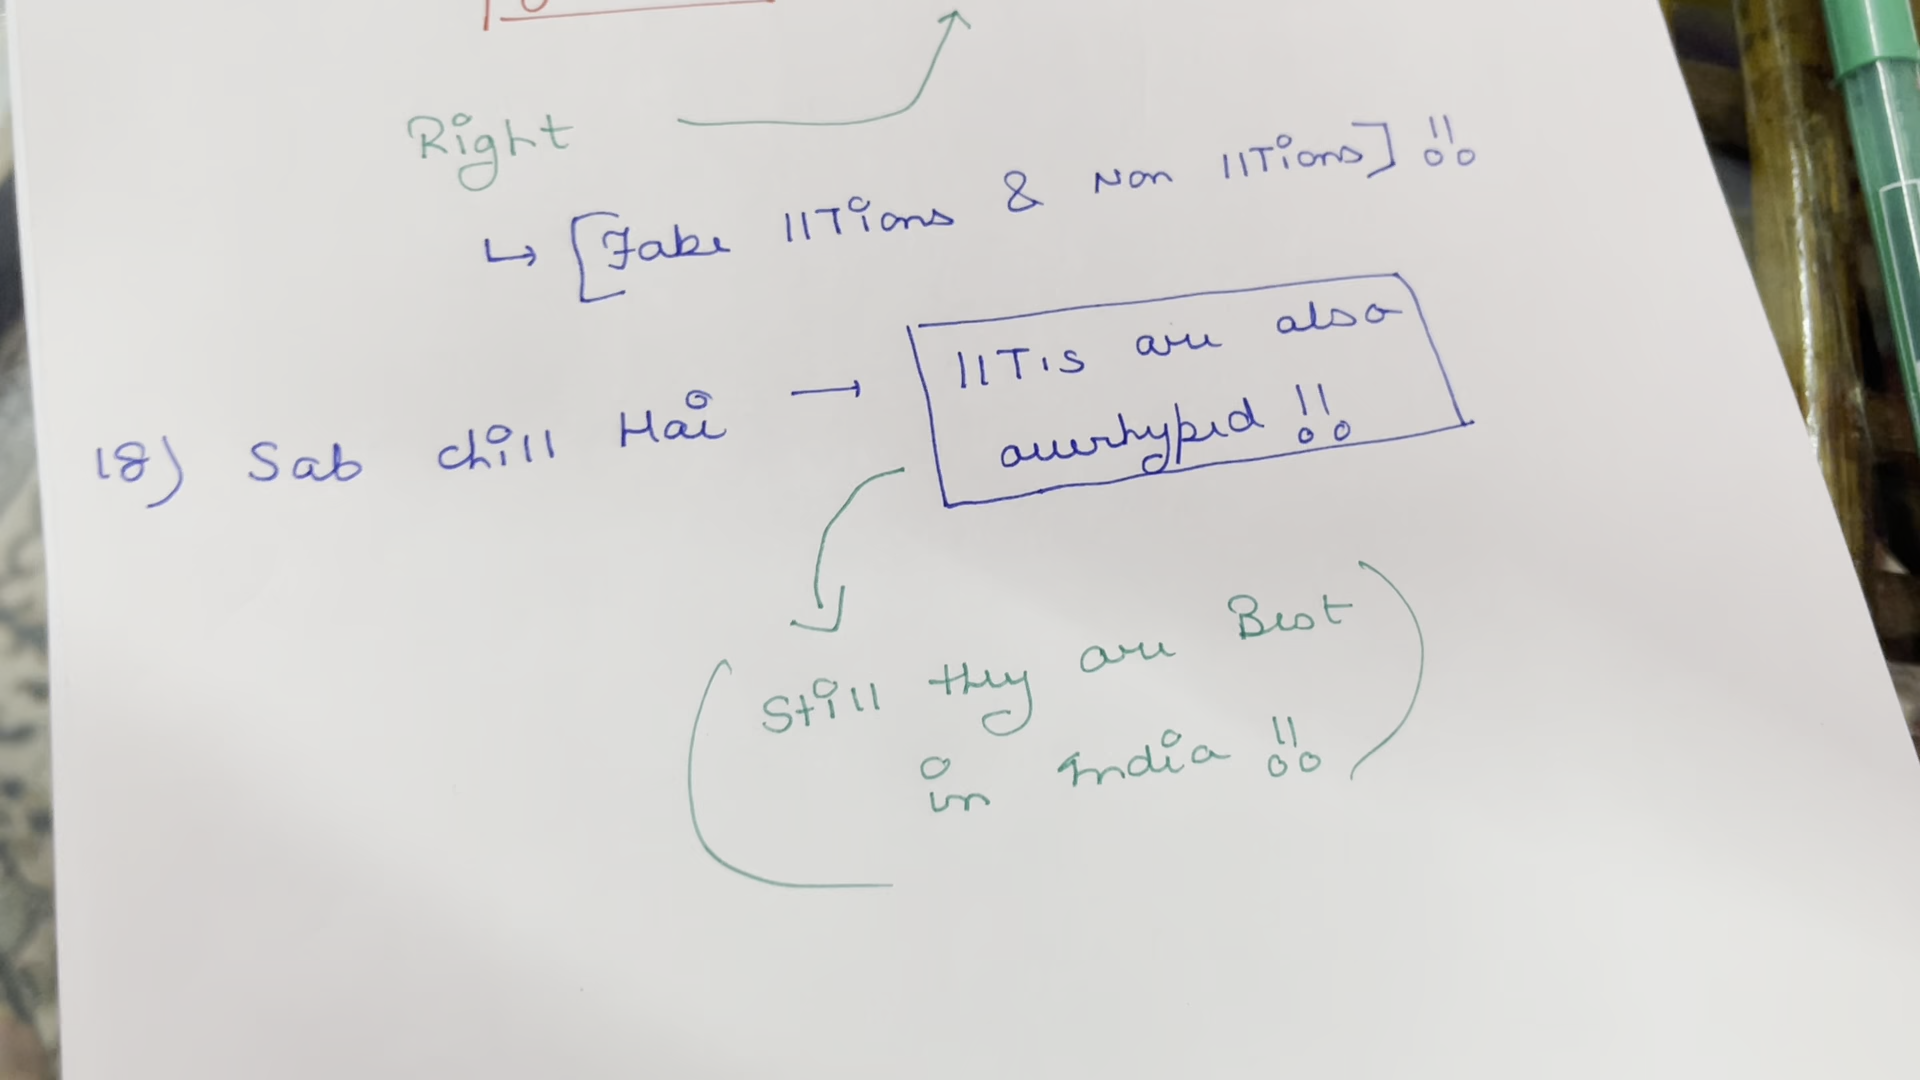 Right
↳ [Fake IITians & Non IITians] !!
18) Sab chill Hai → IITs are also
overhyped !!
(Still they are Best
in India !!)